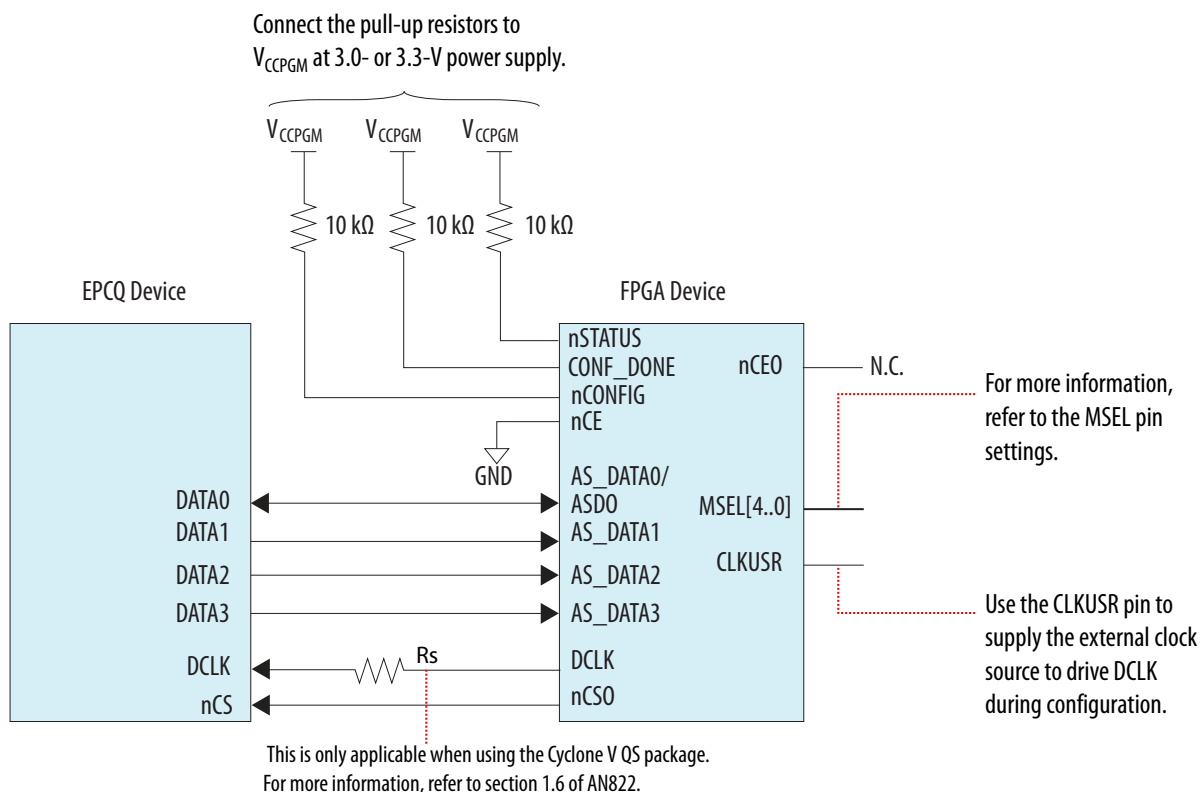 Connect the pull-up resistors to
VCCPGM at 3.0- or 3.3-V power supply.
VCCPGM VCCPGM VCCPGM
10 kΩ 10 kΩ 10 kΩ
EPCQ Device
FPGA Device
nSTATUS
CONF_DONE
nCONFIG
nCE
GND
nCEO
N.C.
For more information,
refer to the MSEL pin
settings.
DATA0
DATA1
DATA2
DATA3
DCLK
nCS
Rs
AS_DATA0/
ASDO
AS_DATA1
AS_DATA2
AS_DATA3
DCLK
nCSO
MSEL[4..0]
CLKUSR
Use the CLKUSR pin to
supply the external clock
source to drive DCLK
during configuration.
This is only applicable when using the Cyclone V QS package.
For more information, refer to section 1.6 of AN822.